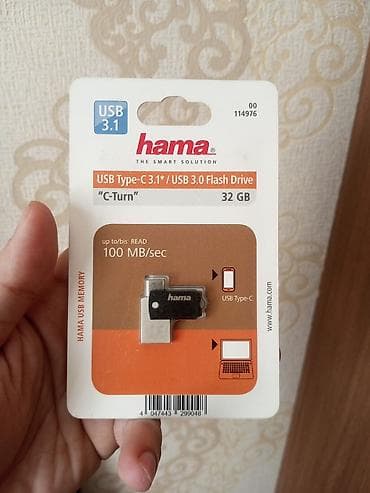 USB
3.1
00
114976
hama®
THE SMART SOLUTION
USB Type-C 3.1* / USB 3.0 Flash Drive
"C-Turn" 32 GB
up to/bis READ
100 MB/sec
hama
USB Type-C
HAMA USB MEMORY
www.hama.com
4 047443 299048